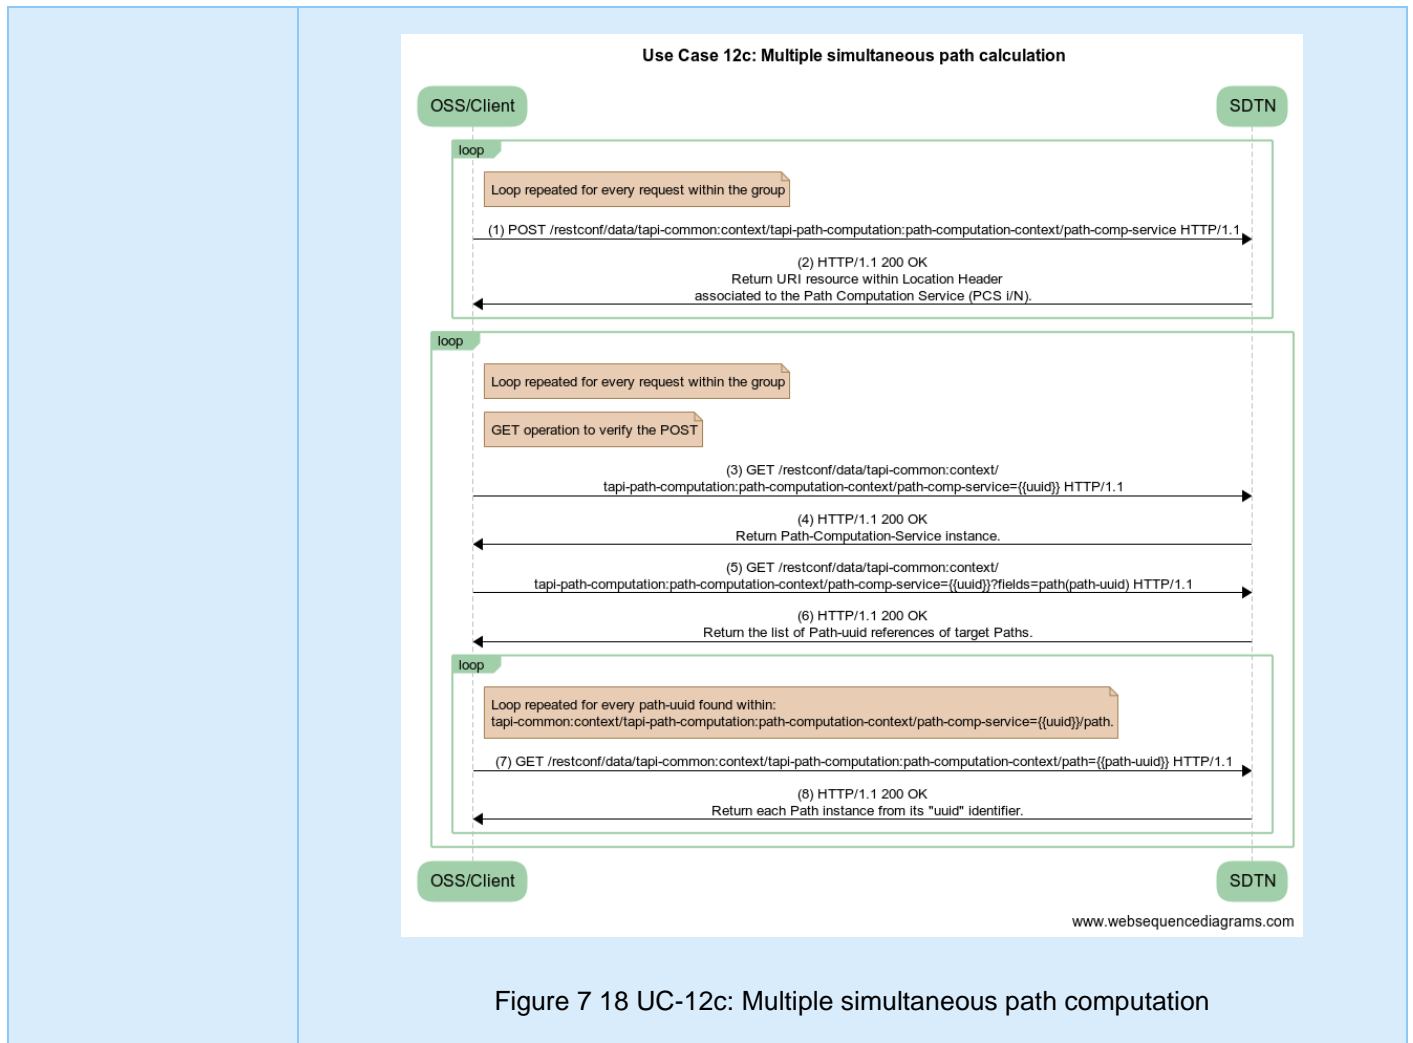 Use Case 12c: Multiple simultaneous path calculation
OSS/Client
SDTN
loop
Loop repeated for every request within the group
(1) POST /restconf/data/tapi-common:context/tapi-path-computation:path-computation-context/path-comp-service HTTP/1.1
(2) HTTP/1.1 200 OK
Return URI resource within Location Header
associated to the Path Computation Service (PCS i/N).
loop
Loop repeated for every request within the group
GET operation to verify the POST
(3) GET /restconf/data/tapi-common:context/
tapi-path-computation:path-computation-context/path-comp-service={{uuid}} HTTP/1.1
(4) HTTP/1.1 200 OK
Return Path-Computation-Service instance.
(5) GET /restconf/data/tapi-common:context/
tapi-path-computation:path-computation-context/path-comp-service={{uuid}}?fields=path(path-uuid) HTTP/1.1
(6) HTTP/1.1 200 OK
Return the list of Path-uuid references of target Paths.
loop
Loop repeated for every path-uuid found within:
tapi-common:context/tapi-path-computation:path-computation-context/path-comp-service={{uuid}}/path.
(7) GET /restconf/data/tapi-common:context/tapi-path-computation:path-computation-context/path={{path-uuid}} HTTP/1.1
(8) HTTP/1.1 200 OK
Return each Path instance from its "uuid" identifier.
OSS/Client
SDTN
www.websequencediagrams.com
Figure 7 18 UC-12c: Multiple simultaneous path computation